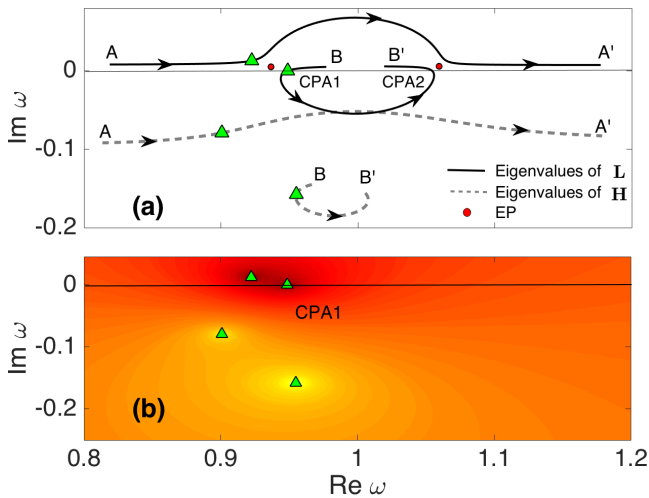 A B B' A'
0
CPA1 CPA2
Im ω
-0.1
A A'
B B'
Eigenvalues of L
Eigenvalues of H
EP
(a)
-0.2
0
CPA1
Im ω
-0.1
-0.2
(b)
0.8 0.9 1 1.1 1.2
Re ω